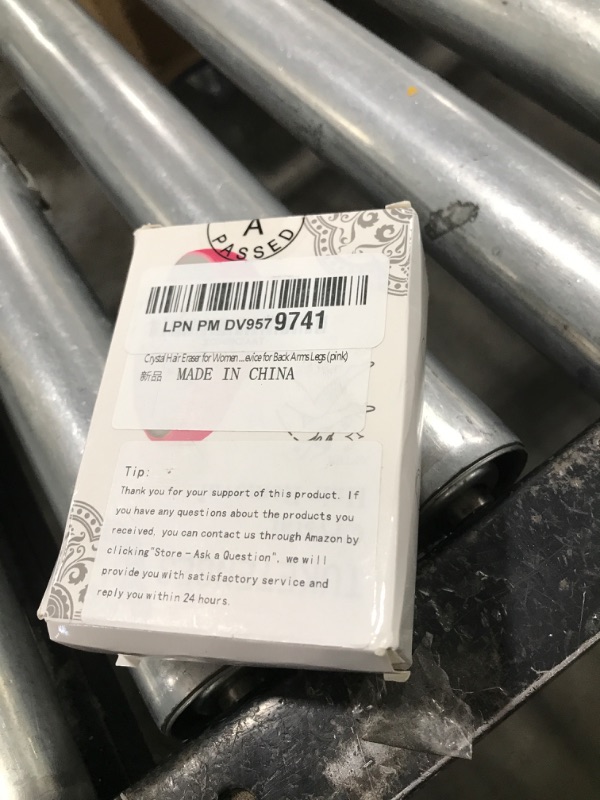 A
PASSED
LPN PM DV9579741
Crystal Hair Eraser for Women ...evice for Back Arms Legs (pink)
新品 MADE IN CHINA
Tip:
Thank you for your support of this product. If
you have any questions about the products you
received, you can contact us through Amazon by
clicking"Store - Ask a Question", we will
provide you with satisfactory service and
reply you within 24 hours.